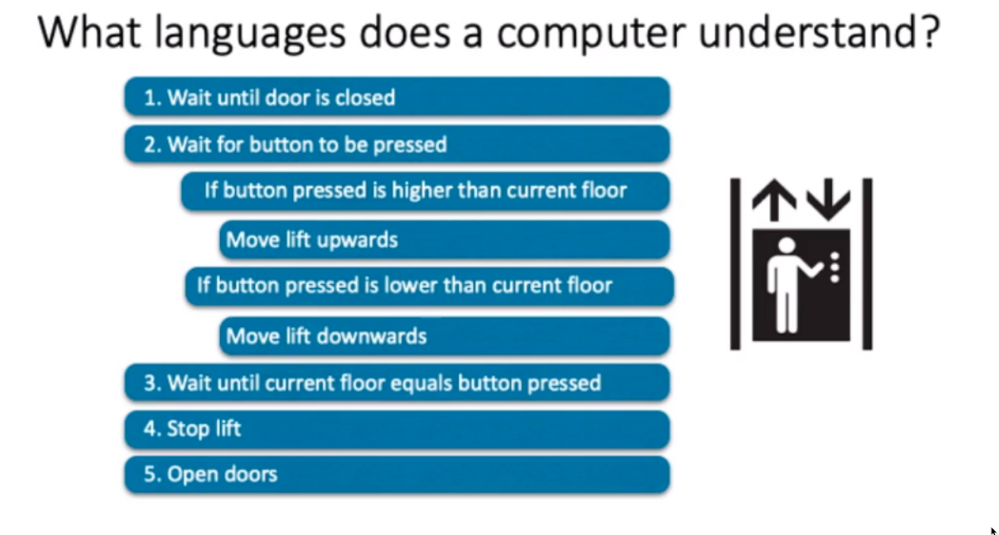 What languages does a computer understand?
1. Wait until door is closed
2. Wait for button to be pressed
If button pressed is higher than current floor
Move lift upwards
If button pressed is lower than current floor
Move lift downwards
3. Wait until current floor equals button pressed
4. Stop lift
5. Open doors